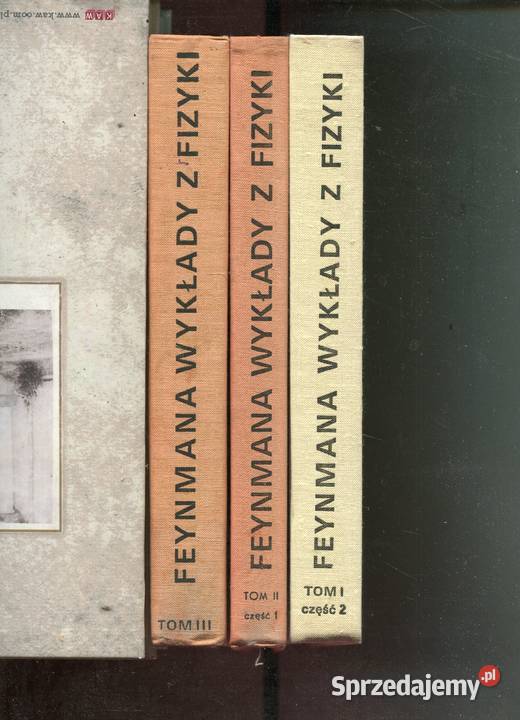 www.kaw.com.pl
KAW
FEYNMANA WYKŁADY Z FIZYKI
TOM III
FEYNMANA WYKŁADY Z FIZYKI
TOM II
część 1
FEYNMANA WYKŁADY Z FIZYKI
TOM I
część 2
Sprzedajemy.pl